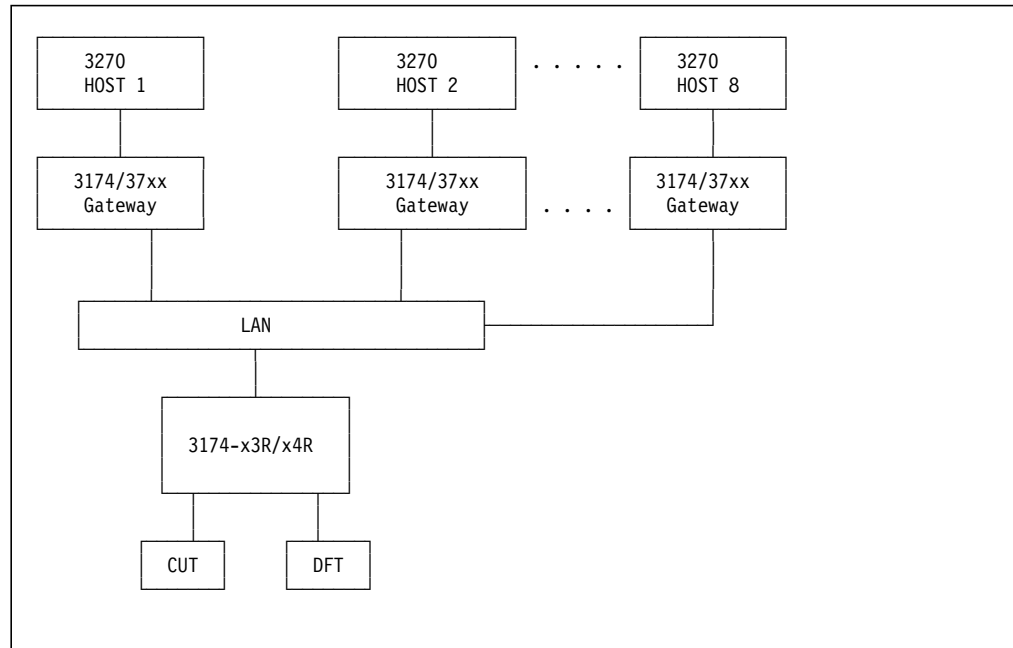 3270
HOST 1
3270
HOST 2
. . . . .
3270
HOST 8
3174/37xx
Gateway
3174/37xx
Gateway
. . . .
3174/37xx
Gateway
LAN
3174-x3R/x4R
CUT
DFT